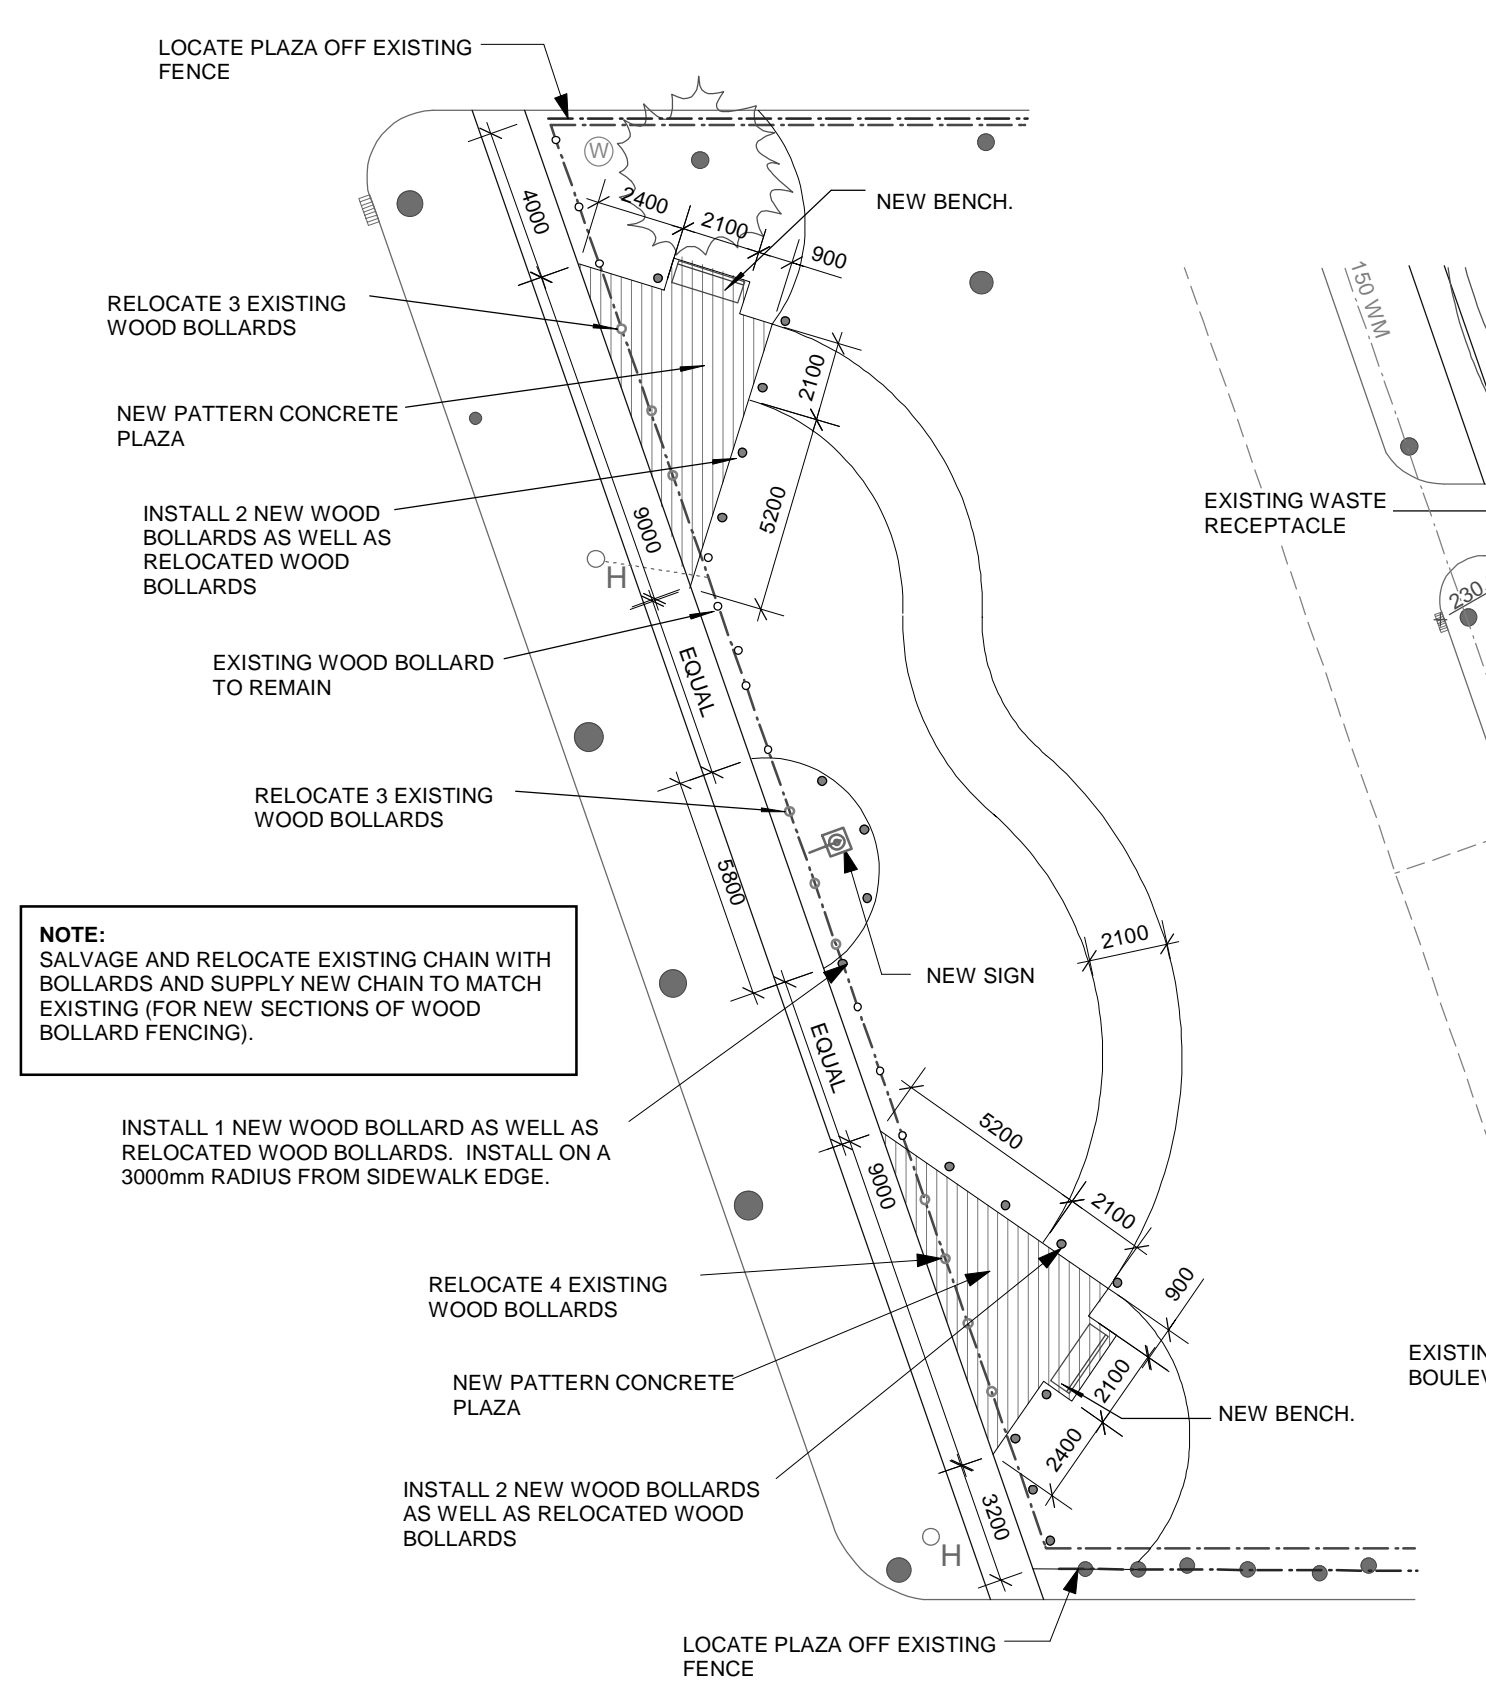 LOCATE PLAZA OFF EXISTING
FENCE
W
4000
2400
2100
900
NEW BENCH.
RELOCATE 3 EXISTING
WOOD BOLLARDS
150 WM
2100
NEW PATTERN CONCRETE
PLAZA
5200
9000
INSTALL 2 NEW WOOD
BOLLARDS AS WELL AS
RELOCATED WOOD
BOLLARDS
EXISTING WASTE
RECEPTACLE
H
230
EXISTING WOOD BOLLARD
TO REMAIN
EQUAL
RELOCATE 3 EXISTING
WOOD BOLLARDS
5800
NOTE:
SALVAGE AND RELOCATE EXISTING CHAIN WITH
BOLLARDS AND SUPPLY NEW CHAIN TO MATCH
EXISTING (FOR NEW SECTIONS OF WOOD
BOLLARD FENCING).
2100
NEW SIGN
EQUAL
INSTALL 1 NEW WOOD BOLLARD AS WELL AS
RELOCATED WOOD BOLLARDS.  INSTALL ON A
3000mm RADIUS FROM SIDEWALK EDGE.
5200
9000
2100
RELOCATE 4 EXISTING
WOOD BOLLARDS
900
NEW PATTERN CONCRETE
PLAZA
2100
EXISTIN
BOULEV
NEW BENCH.
2400
INSTALL 2 NEW WOOD BOLLARDS
AS WELL AS RELOCATED WOOD
BOLLARDS
3200
H
LOCATE PLAZA OFF EXISTING
FENCE